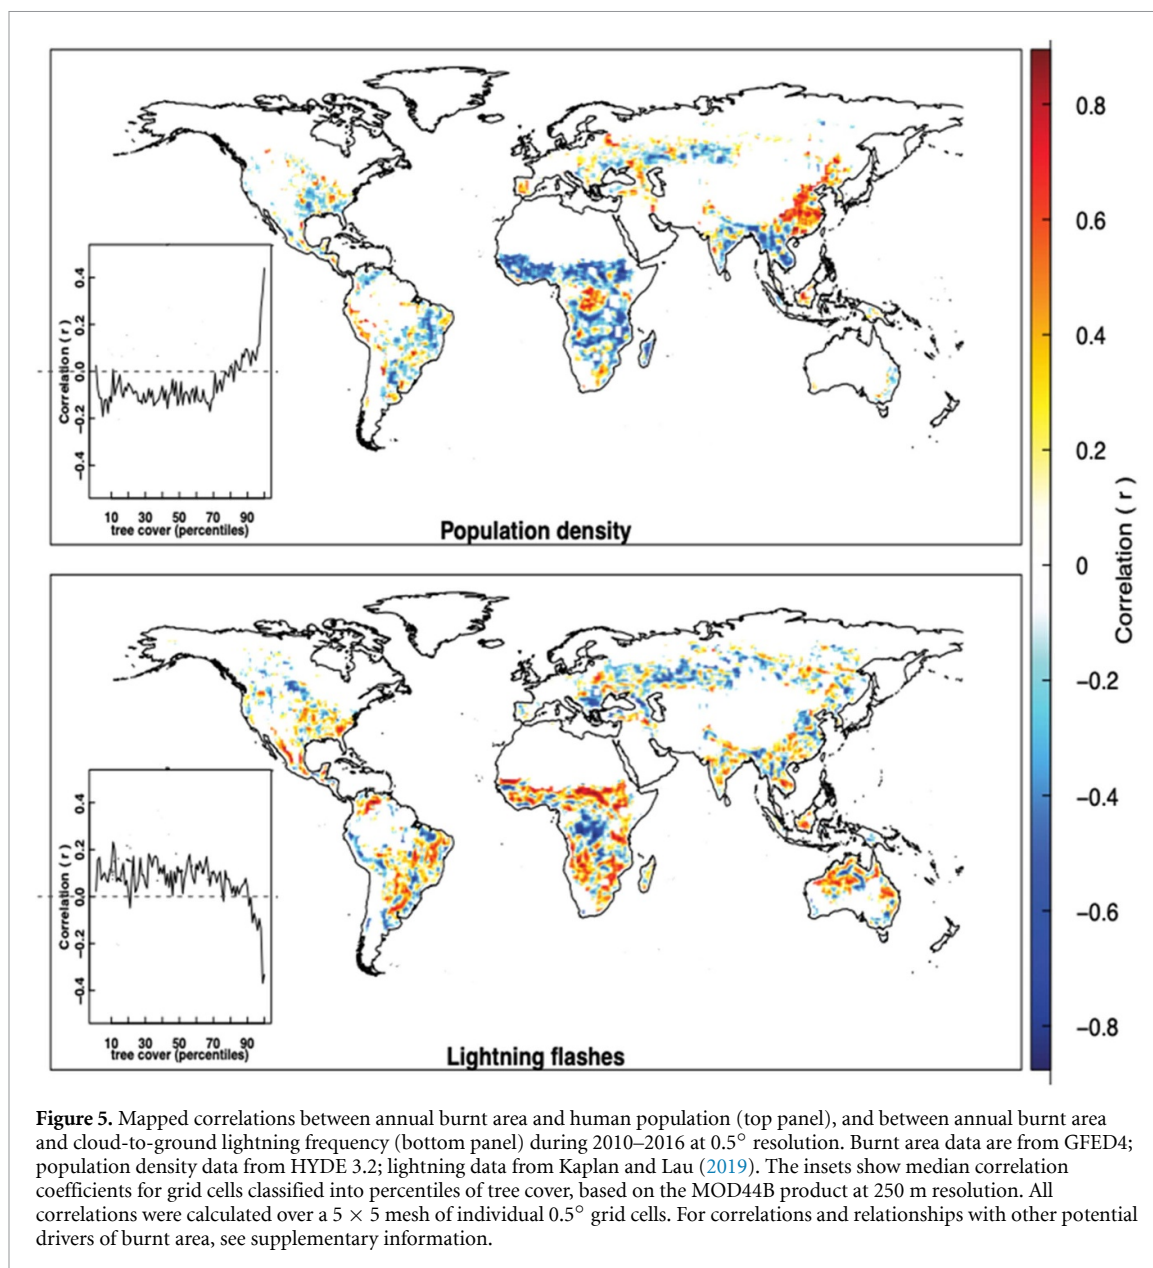 0.4
0.2
0.0
−0.2
−0.4
Correlation ( r )
10 30 50 70 90
tree cover (percentiles)
Population density
0.4
0.2
0.0
−0.2
−0.4
Correlation ( r )
10 30 50 70 90
tree cover (percentiles)
Lightning flashes
0.8
0.6
0.4
0.2
0
−0.2
−0.4
−0.6
−0.8
Correlation ( r )
Figure 5. Mapped correlations between annual burnt area and human population (top panel), and between annual burnt area
and cloud-to-ground lightning frequency (bottom panel) during 2010–2016 at 0.5° resolution. Burnt area data are from GFED4;
population density data from HYDE 3.2; lightning data from Kaplan and Lau (2019). The insets show median correlation
coefficients for grid cells classified into percentiles of tree cover, based on the MOD44B product at 250 m resolution. All
correlations were calculated over a 5 × 5 mesh of individual 0.5° grid cells. For correlations and relationships with other potential
drivers of burnt area, see supplementary information.